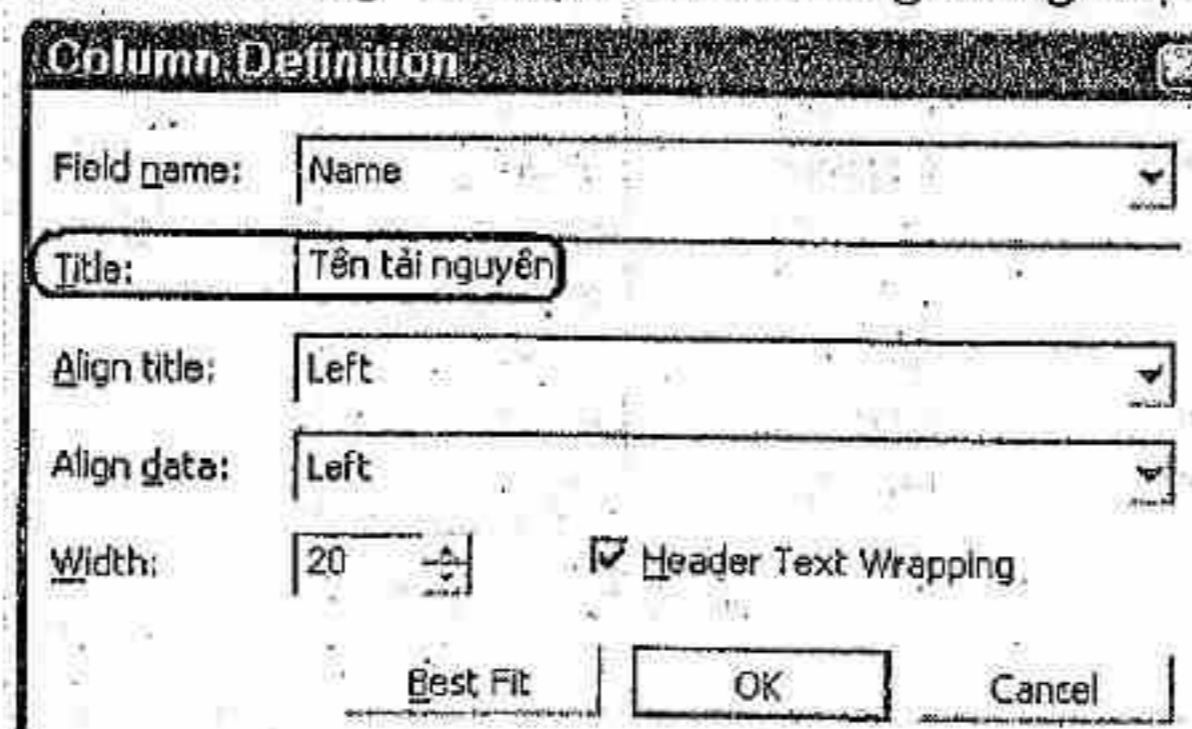 Column Definition
Field name: Name
Title: Tên tài nguyên
Align title: Left
Align data: Left
Width: 20 Header Text Wrapping
Best Fit OK Cancel